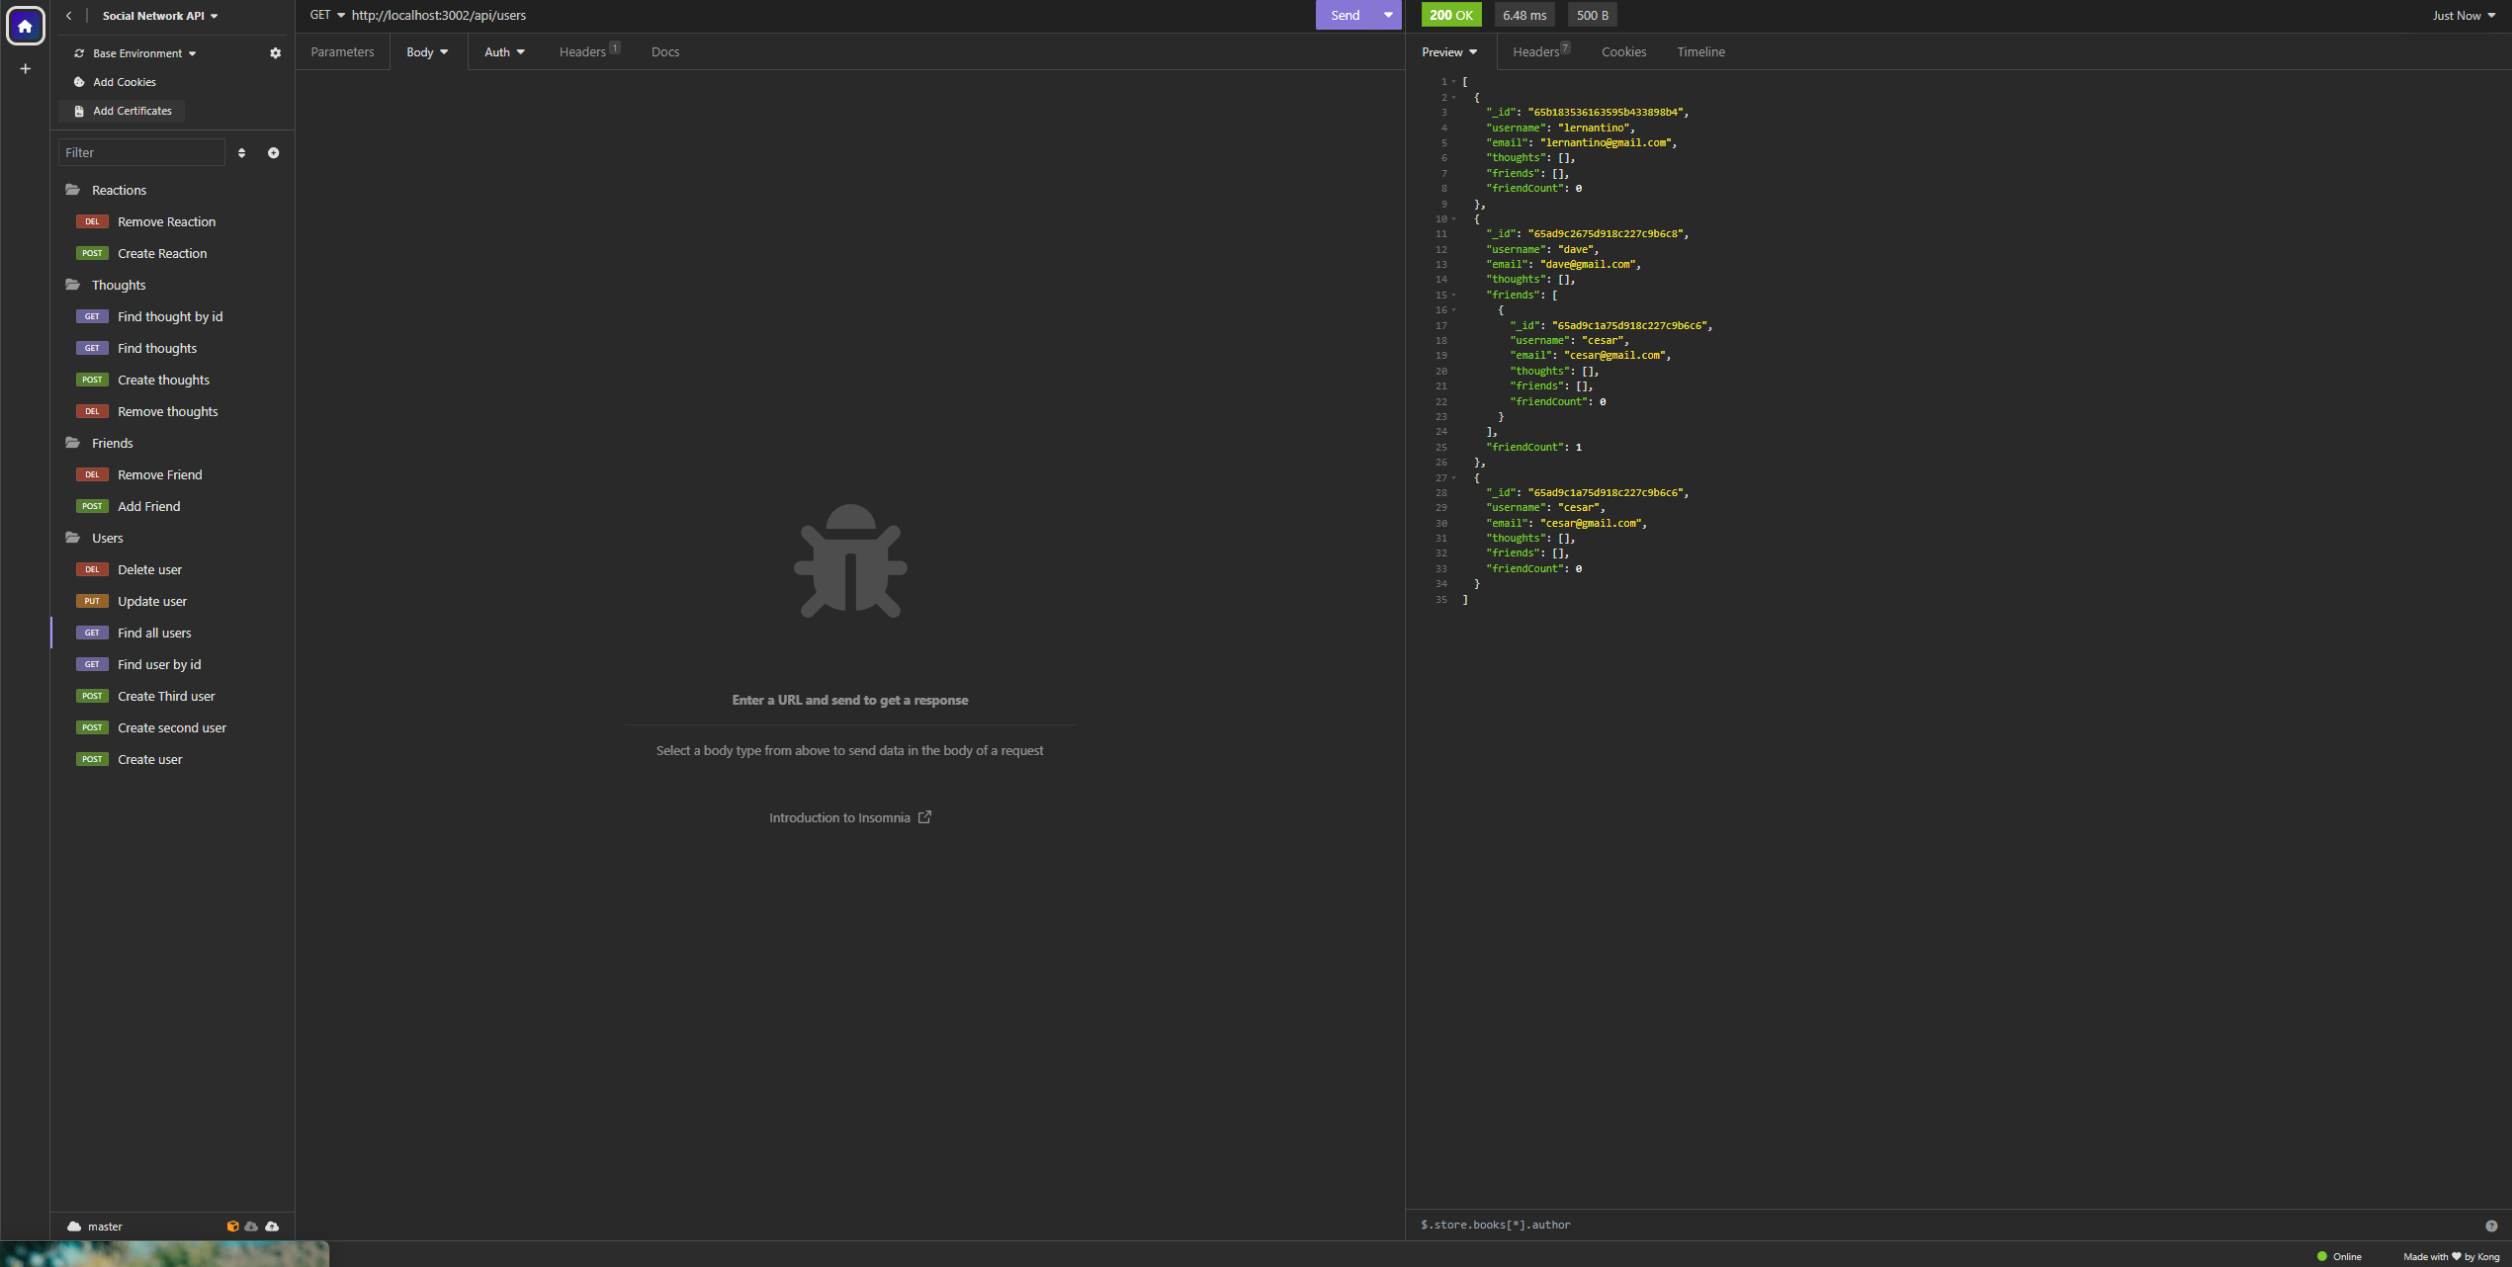 Social Network API
Base Environment
Add Cookies
Add Certificates
Filter
Reactions
DEL Remove Reaction
POST Create Reaction
Thoughts
GET Find thought by id
GET Find thoughts
POST Create thoughts
DEL Remove thoughts
Friends
DEL Remove Friend
POST Add Friend
Users
DEL Delete user
PUT Update user
GET Find all users
GET Find user by id
POST Create Third user
POST Create second user
POST Create user
master
GET http://localhost:3002/api/users Send
Parameters Body Auth Headers 1 Docs
Enter a URL and send to get a response
Select a body type from above to send data in the body of a request
Introduction to Insomnia
200 OK 6.48 ms 500 B Just Now
Preview Headers 7 Cookies Timeline
1 [
2 {
3 "_id": "65b183536163595b433898b4",
4 "username": "lernantino",
5 "email": "lernantino@gmail.com",
6 "thoughts": [],
7 "friends": [],
8 "friendCount": 0
9 },
10 {
11 "_id": "65ad9c2675d918c227c9b6c8",
12 "username": "dave",
13 "email": "dave@gmail.com",
14 "thoughts": [],
15 "friends": [
16 {
17 "_id": "65ad9c1a75d918c227c9b6c6",
18 "username": "cesar",
19 "email": "cesar@gmail.com",
20 "thoughts": [],
21 "friends": [],
22 "friendCount": 0
23 }
24 ],
25 "friendCount": 1
26 },
27 {
28 "_id": "65ad9c1a75d918c227c9b6c6",
29 "username": "cesar",
30 "email": "cesar@gmail.com",
31 "thoughts": [],
32 "friends": [],
33 "friendCount": 0
34 }
35 ]
$.store.books[*].author
Online Made with ♥ by Kong